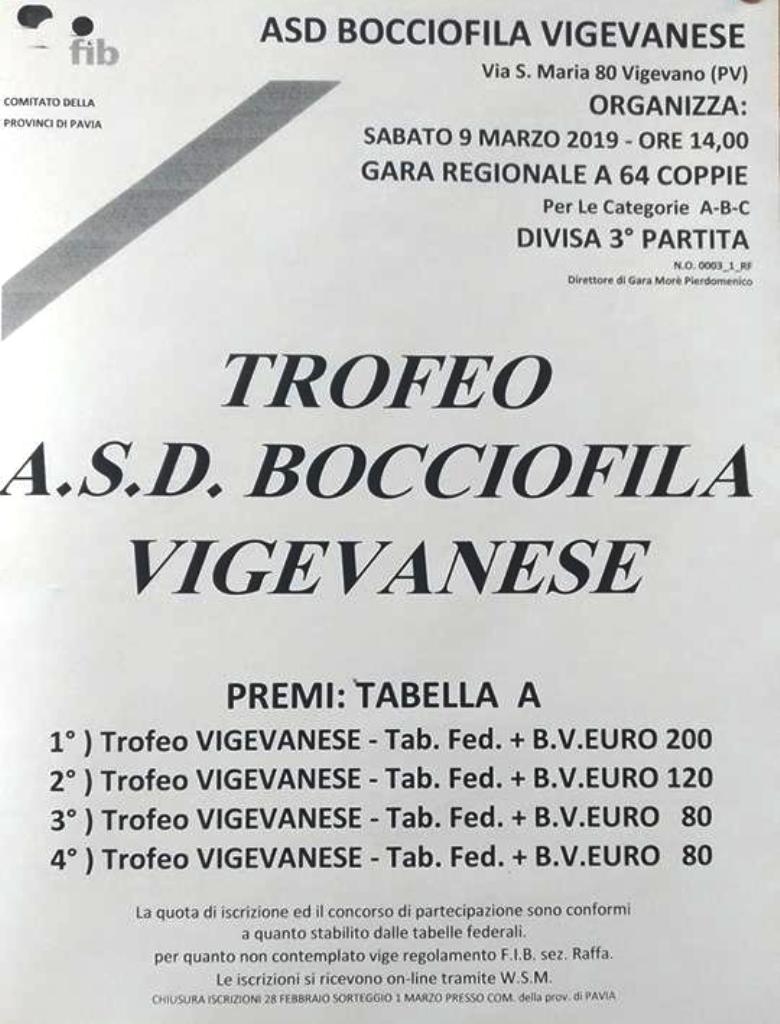 fib
ASD BOCCIOFILA VIGEVANESE
Via S. Maria 80 Vigevano (PV)
COMITATO DELLA
PROVINCI DI PAVIA
ORGANIZZA:
SABATO 9 MARZO 2019 - ORE 14,00
GARA REGIONALE A 64 COPPIE
Per Le Categorie A-B-C
DIVISA 3° PARTITA
N.O. 0003_1_RF
Direttore di Gara Morè Pierdomenico
TROFEO
A.S.D. BOCCIOFILA
VIGEVANESE
PREMI: TABELLA A
1° ) Trofeo VIGEVANESE - Tab. Fed. + B.V.EURO 200
2° ) Trofeo VIGEVANESE - Tab. Fed. + B.V.EURO 120
3° ) Trofeo VIGEVANESE - Tab. Fed. + B.V.EURO 80
4° ) Trofeo VIGEVANESE - Tab. Fed. + B.V.EURO 80
La quota di iscrizione ed il concorso di partecipazione sono conformi
a quanto stabilito dalle tabelle federali.
per quanto non contemplato vige regolamento F.I.B. sez. Raffa.
Le iscrizioni si ricevono on-line tramite W.S.M.
CHIUSURA ISCRIZIONI 28 FEBBRAIO SORTEGGIO 1 MARZO PRESSO COM. della prov. di PAVIA